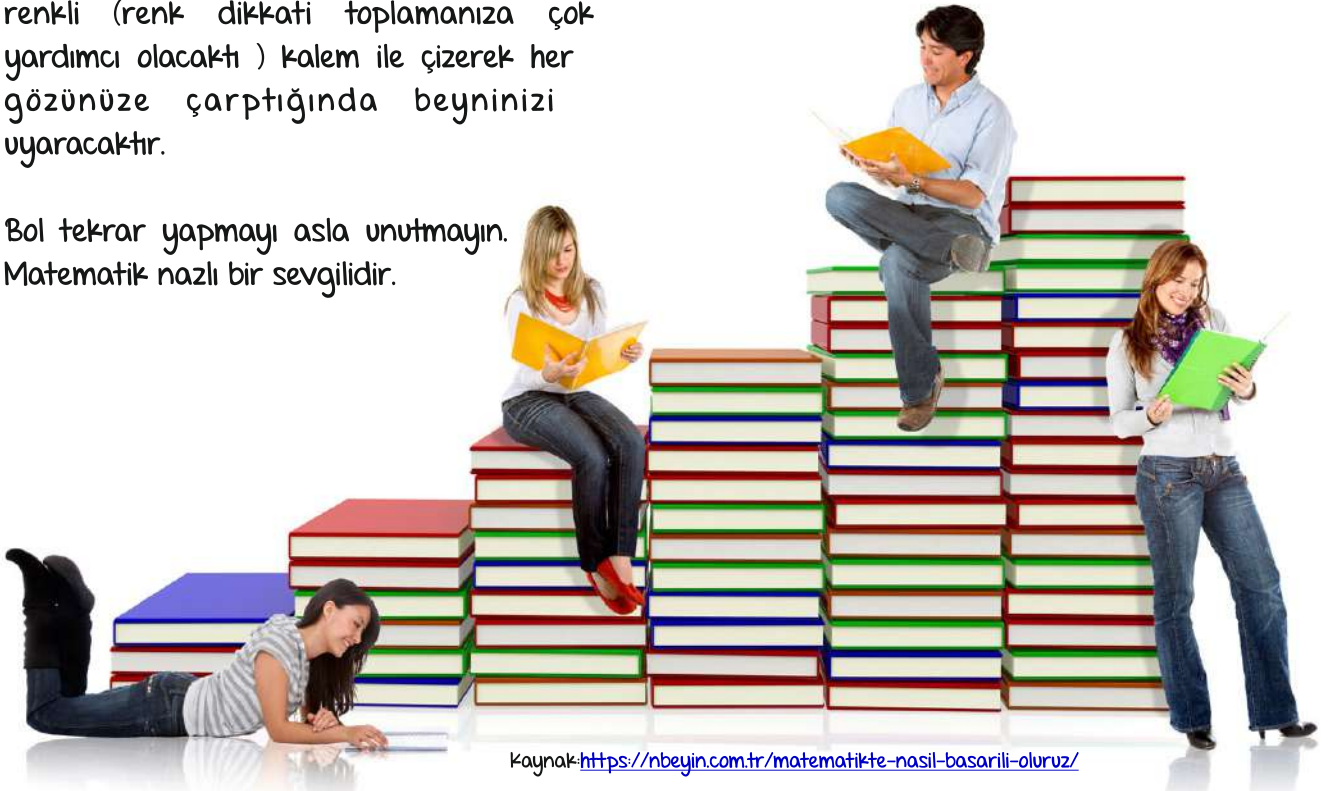 renkli (renk dikkati toplamanıza çok
yardımcı olacaktı ) kalem ile çizerek her
gözünüze çarptığında beyninizi
uyaracaktır.
Bol tekrar yapmayı asla unutmayın.
Matematik nazlı bir sevgilidir.
Kaynak:https://nbeyin.com.tr/matematikte-nasil-basarili-oluruz/